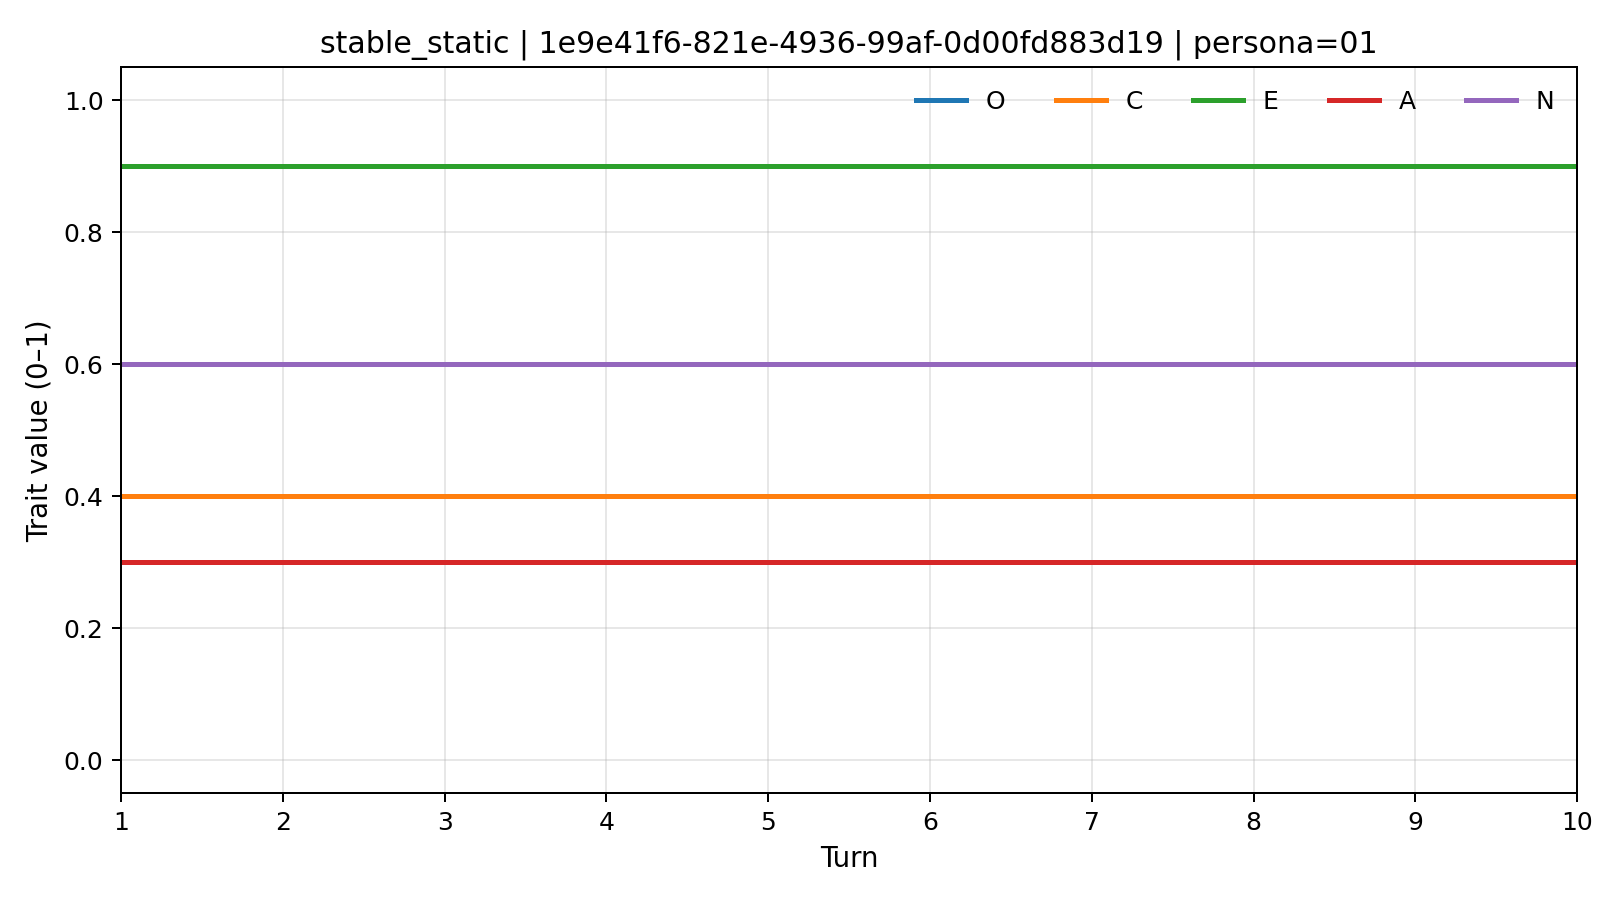 stable_static | 1e9e41f6-821e-4936-99af-0d00fd883d19 | persona=01
O C E A N
1.0
0.8
0.6
0.4
0.2
0.0
Trait value (0–1)
1 2 3 4 5 6 7 8 9 10
Turn